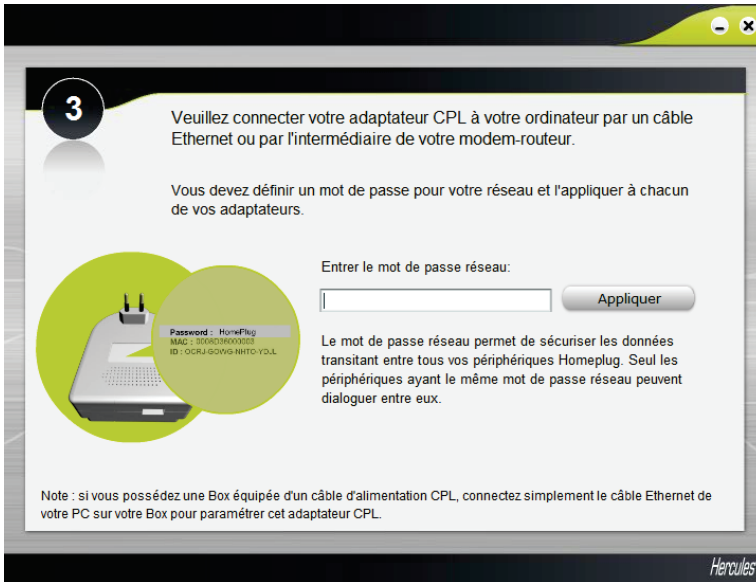 3
Veuillez connecter votre adaptateur CPL à votre ordinateur par un câble
Ethernet ou par l'intermédiaire de votre modem-routeur.
Vous devez définir un mot de passe pour votre réseau et l'appliquer à chacun
de vos adaptateurs.
Entrer le mot de passe réseau:
Appliquer
Password : HomePlug
MAC : 0008D36000003
ID : OCRJ-GOWG-NHTO-YDJL
Le mot de passe réseau permet de sécuriser les données
transitant entre tous vos périphériques Homeplug. Seul les
périphériques ayant le même mot de passe réseau peuvent
dialoguer entre eux.
Note : si vous possédez une Box équipée d'un câble d'alimentation CPL, connectez simplement le câble Ethernet de
votre PC sur votre Box pour paramétrer cet adaptateur CPL.
Hercules